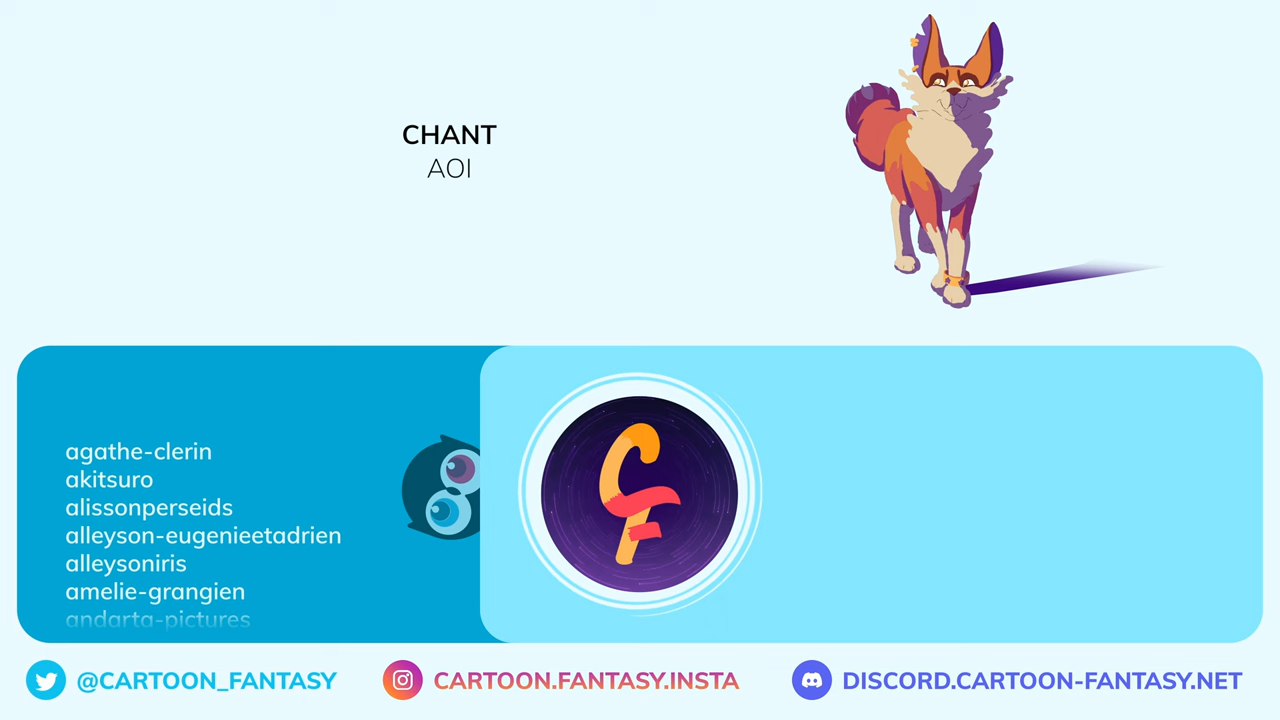 CHANT
AOI
agathe-clerin
akitsuro
alissonperseids
alleyson-eugenieetadrien
alleysoniris
amelie-grangien
andarta-pictures
CF
@CARTOON_FANTASY
CARTOON.FANTASY.INSTA
DISCORD.CARTOON-FANTASY.NET